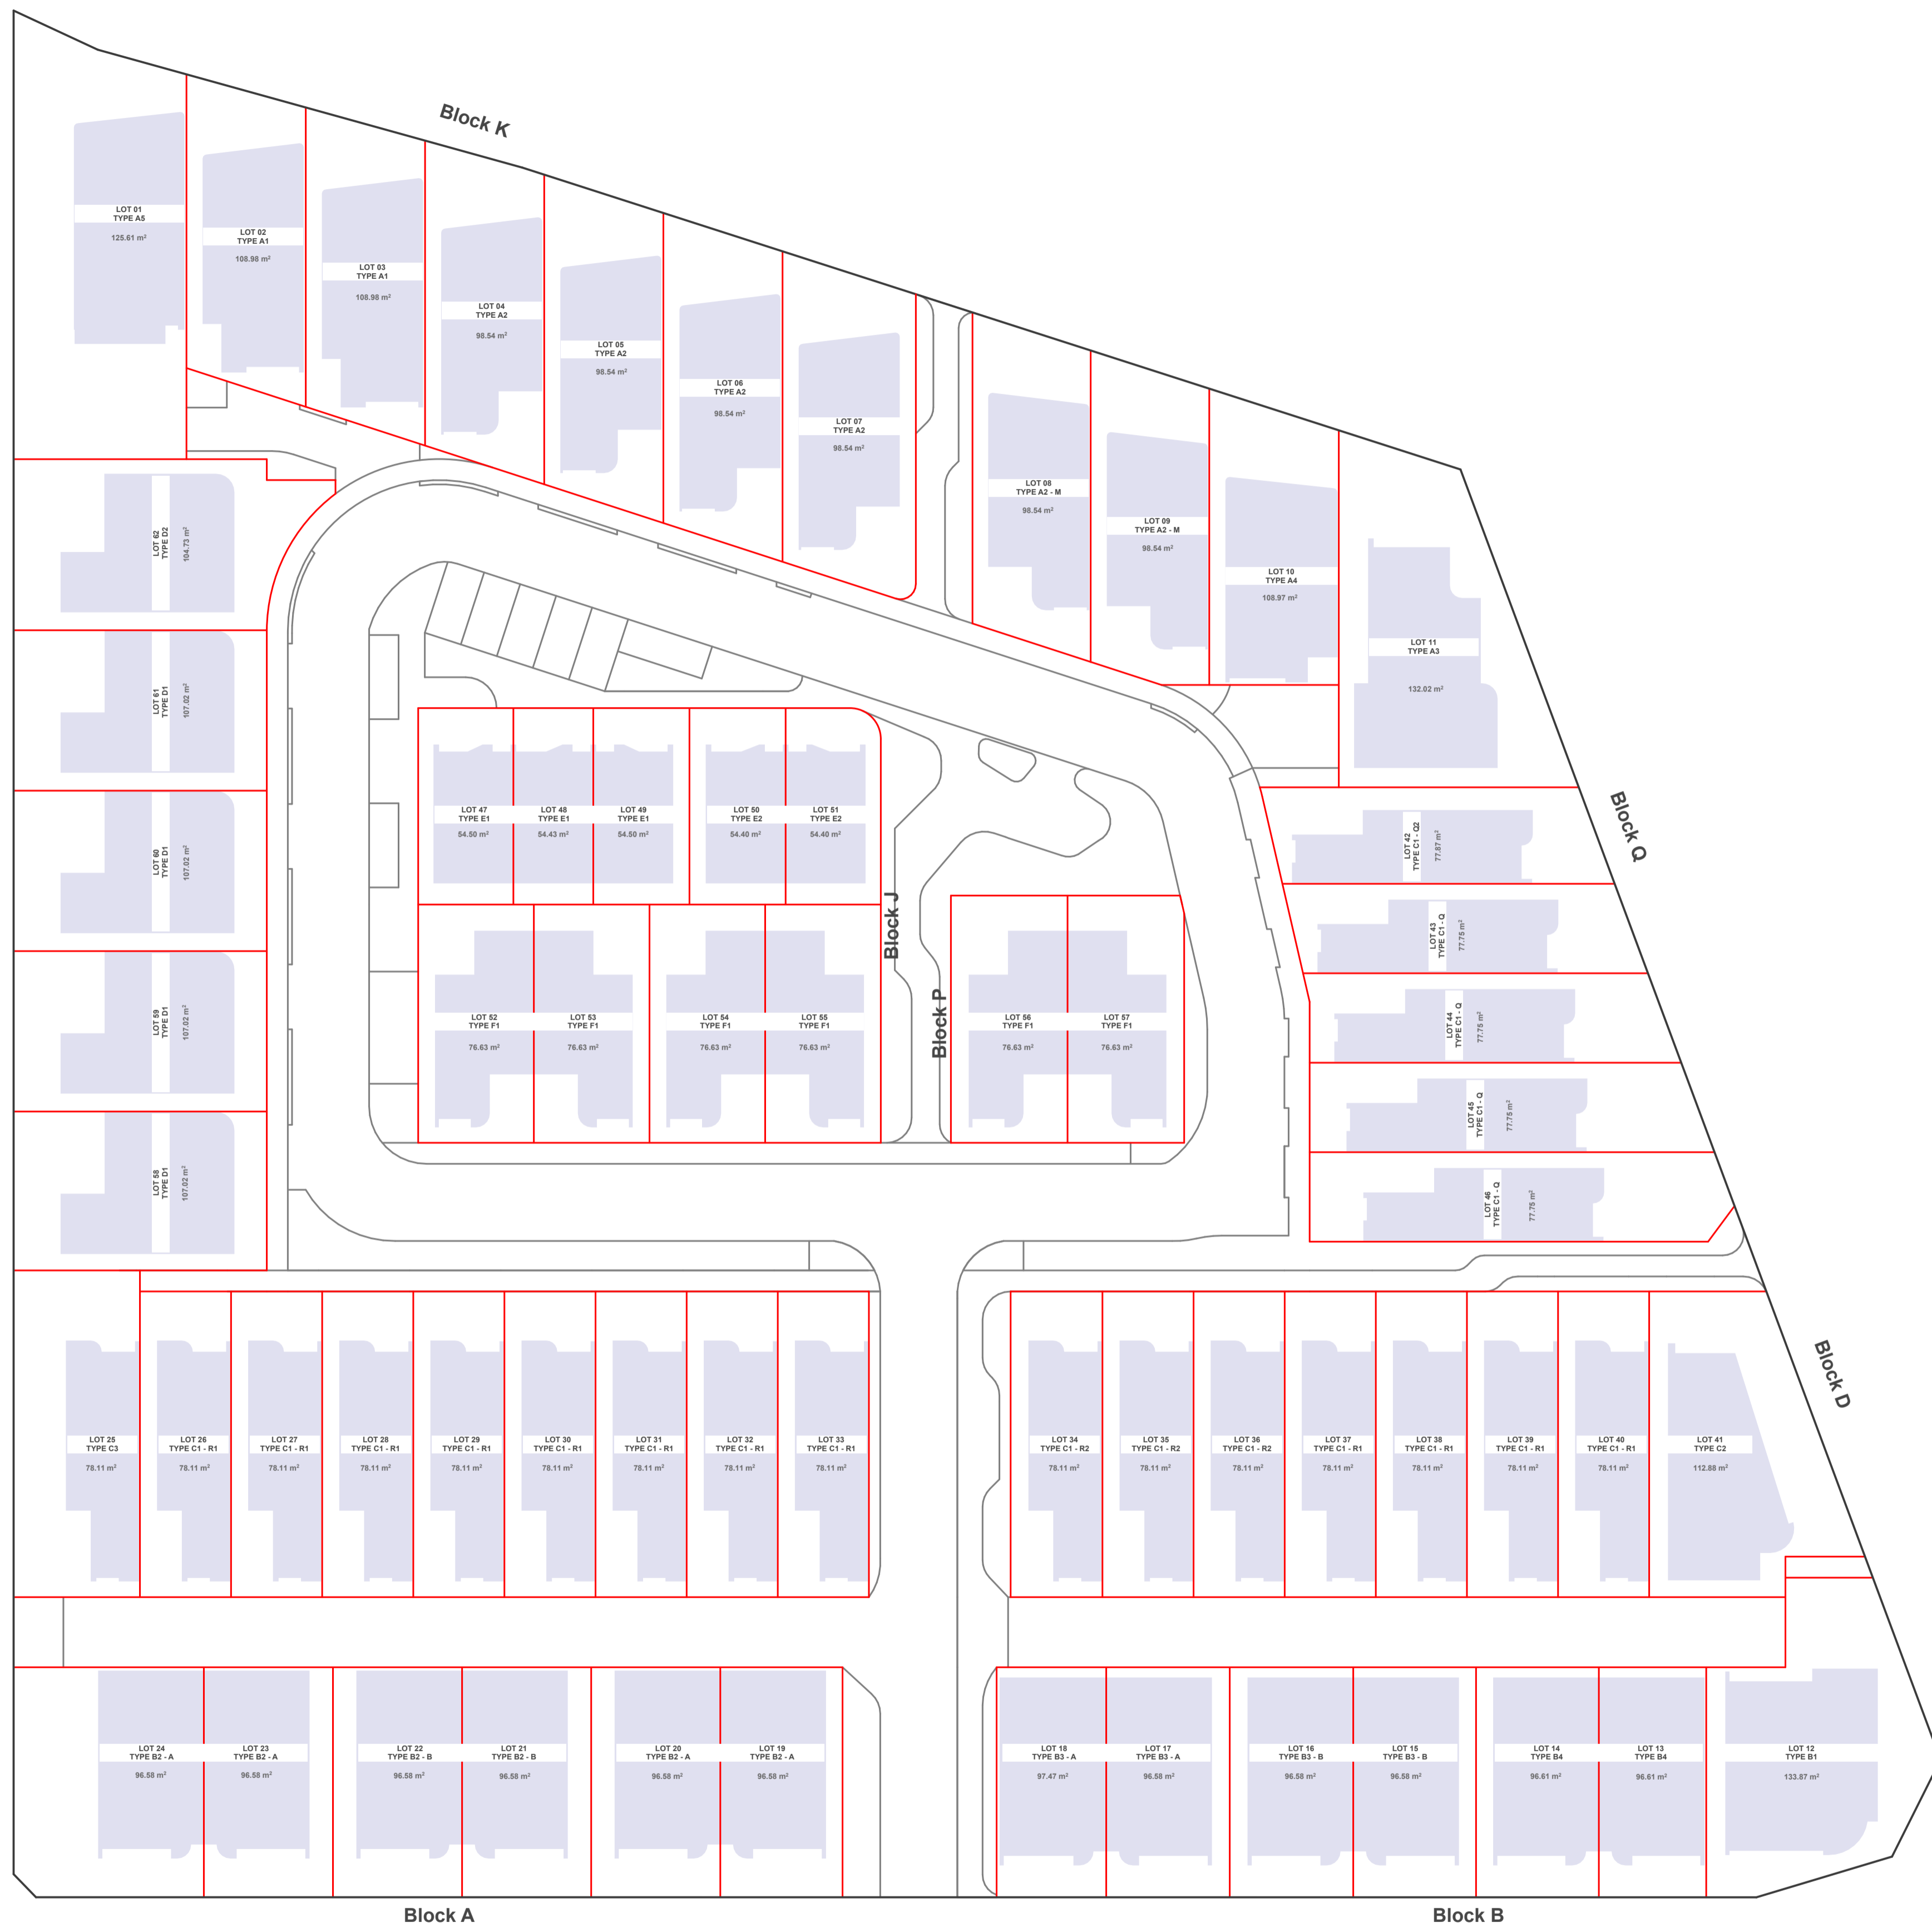 Block K
LOT 01
TYPE A5
125.61 m²
LOT 02
TYPE A1
108.98 m²
LOT 03
TYPE A1
108.98 m²
LOT 04
TYPE A2
98.54 m²
LOT 05
TYPE A2
98.54 m²
LOT 06
TYPE A2
98.54 m²
LOT 07
TYPE A2
98.54 m²
LOT 08
TYPE A2 - M
98.54 m²
LOT 09
TYPE A2 - M
98.54 m²
LOT 10
TYPE A4
108.97 m²
LOT 11
TYPE A3
132.02 m²
LOT 62
TYPE D2
104.73 m²
LOT 61
TYPE D1
107.02 m²
LOT 60
TYPE D1
107.02 m²
LOT 59
TYPE D1
107.02 m²
LOT 58
TYPE D1
107.02 m²
LOT 47
TYPE E1
54.50 m²
LOT 48
TYPE E1
54.43 m²
LOT 49
TYPE E1
54.50 m²
LOT 50
TYPE E2
54.40 m²
LOT 51
TYPE E2
54.40 m²
Block J
Block P
LOT 52
TYPE F1
76.63 m²
LOT 53
TYPE F1
76.63 m²
LOT 54
TYPE F1
76.63 m²
LOT 55
TYPE F1
76.63 m²
LOT 56
TYPE F1
76.63 m²
LOT 57
TYPE F1
76.63 m²
Block Q
LOT 42
TYPE C1 - Q2
77.87 m²
LOT 43
TYPE C1 - Q
77.75 m²
LOT 44
TYPE C1 - Q
77.75 m²
LOT 45
TYPE C1 - Q
77.75 m²
LOT 46
TYPE C1 - Q
77.75 m²
Block D
LOT 25
TYPE C3
78.11 m²
LOT 26
TYPE C1 - R1
78.11 m²
LOT 27
TYPE C1 - R1
78.11 m²
LOT 28
TYPE C1 - R1
78.11 m²
LOT 29
TYPE C1 - R1
78.11 m²
LOT 30
TYPE C1 - R1
78.11 m²
LOT 31
TYPE C1 - R1
78.11 m²
LOT 32
TYPE C1 - R1
78.11 m²
LOT 33
TYPE C1 - R1
78.11 m²
LOT 34
TYPE C1 - R2
78.11 m²
LOT 35
TYPE C1 - R2
78.11 m²
LOT 36
TYPE C1 - R2
78.11 m²
LOT 37
TYPE C1 - R1
78.11 m²
LOT 38
TYPE C1 - R1
78.11 m²
LOT 39
TYPE C1 - R1
78.11 m²
LOT 40
TYPE C1 - R1
78.11 m²
LOT 41
TYPE C2
112.88 m²
LOT 24
TYPE B2 - A
96.58 m²
LOT 23
TYPE B2 - A
96.58 m²
LOT 22
TYPE B2 - B
96.58 m²
LOT 21
TYPE B2 - B
96.58 m²
LOT 20
TYPE B2 - A
96.58 m²
LOT 19
TYPE B2 - A
96.58 m²
LOT 18
TYPE B3 - A
97.47 m²
LOT 17
TYPE B3 - A
96.58 m²
LOT 16
TYPE B3 - B
96.58 m²
LOT 15
TYPE B3 - B
96.58 m²
LOT 14
TYPE B4
96.61 m²
LOT 13
TYPE B4
96.61 m²
LOT 12
TYPE B1
133.87 m²
Block A
Block B